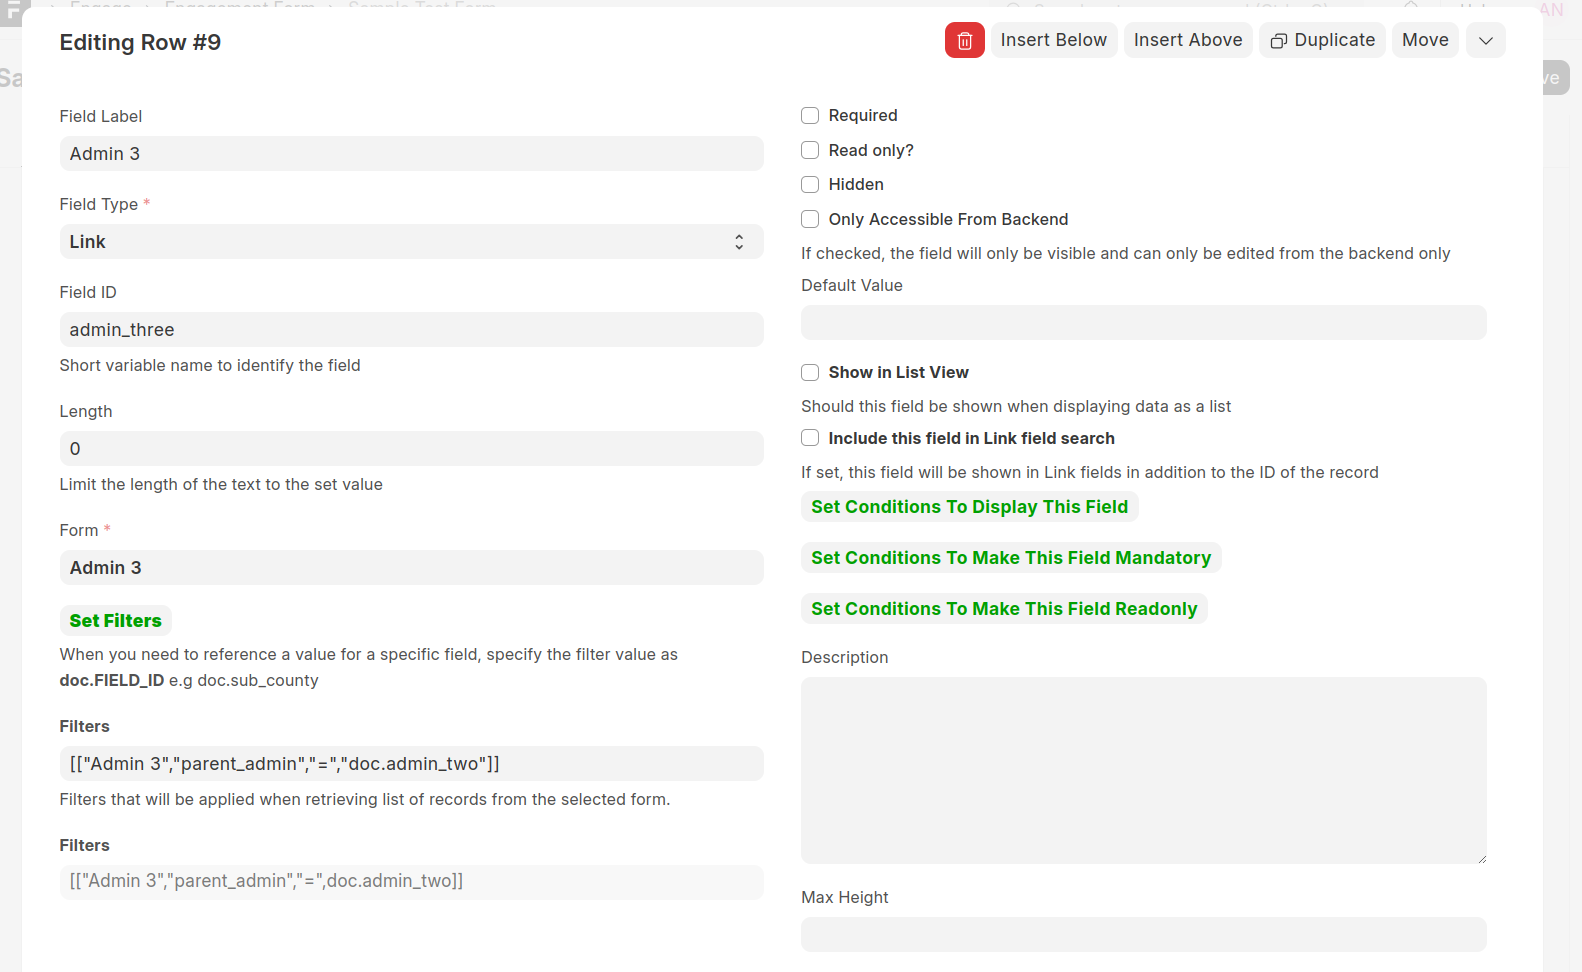 Editing Row #9
Insert Below
Insert Above
Duplicate
Move
Field Label
Admin 3
Field Type *
Link
Field ID
admin_three
Short variable name to identify the field
Length
0
Limit the length of the text to the set value
Form *
Admin 3
Set Filters
When you need to reference a value for a specific field, specify the filter value as
doc.FIELD_ID e.g doc.sub_county
Filters
[["Admin 3","parent_admin","=","doc.admin_two"]]
Filters that will be applied when retrieving list of records from the selected form.
Filters
[["Admin 3","parent_admin","=",doc.admin_two]]
Required
Read only?
Hidden
Only Accessible From Backend
If checked, the field will only be visible and can only be edited from the backend only
Default Value
Show in List View
Should this field be shown when displaying data as a list
Include this field in Link field search
If set, this field will be shown in Link fields in addition to the ID of the record
Set Conditions To Display This Field
Set Conditions To Make This Field Mandatory
Set Conditions To Make This Field Readonly
Description
Max Height